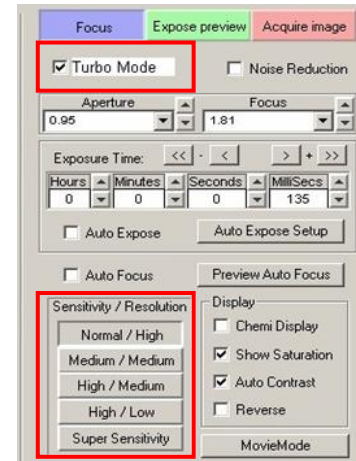 Focus Expose preview Acquire image
Turbo Mode Noise Reduction
Aperture Focus
0.95 1.81
Exposure Time: << - < > + >>
Hours Minutes Seconds MilliSecs
0 0 0 135
Auto Expose Auto Expose Setup
Auto Focus Preview Auto Focus
Sensitivity / Resolution
Normal / High
Medium / Medium
High / Medium
High / Low
Super Sensitivity
Display
Chemi Display
Show Saturation
Auto Contrast
Reverse
MovieMode